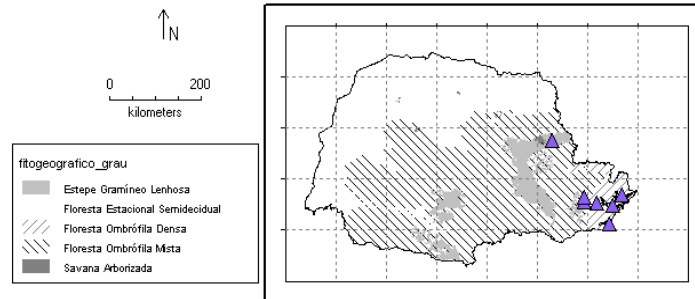 N
0 200
kilometers
fitogeografico_grau
Estepe Gramíneo Lenhosa
Floresta Estacional Semidecidual
Floresta Ombrófila Densa
Floresta Ombrófila Mista
Savana Arborizada